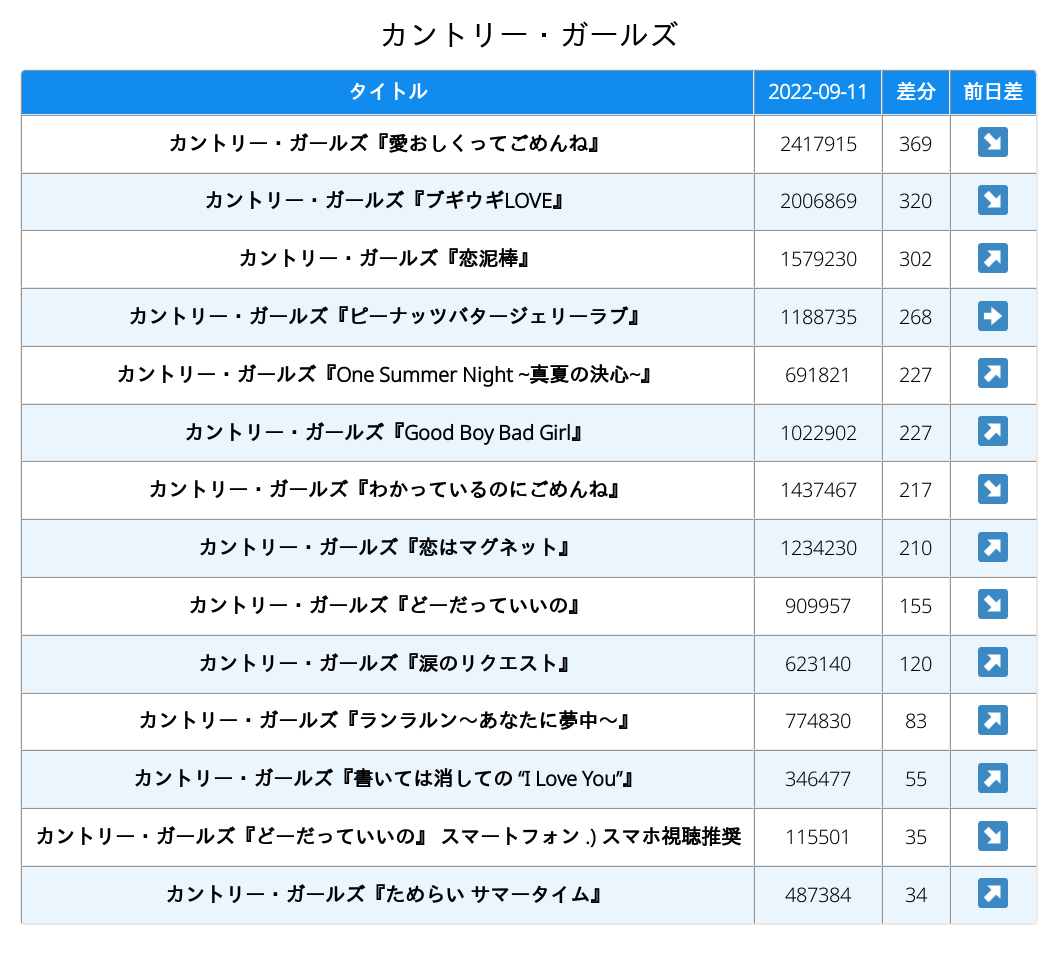 カントリー・ガールズ
タイトル 2022-09-11 差分 前日差
カントリー・ガールズ『愛おしくってごめんね』 2417915 369 ↘
カントリー・ガールズ『ブギウギLOVE』 2006869 320 ↘
カントリー・ガールズ『恋泥棒』 1579230 302 ↗
カントリー・ガールズ『ピーナッツバタージェリーラブ』 1188735 268 ➡
カントリー・ガールズ『One Summer Night ~真夏の決心~』 691821 227 ↗
カントリー・ガールズ『Good Boy Bad Girl』 1022902 227 ↗
カントリー・ガールズ『わかっているのにごめんね』 1437467 217 ↘
カントリー・ガールズ『恋はマグネット』 1234230 210 ↗
カントリー・ガールズ『どーだっていいの』 909957 155 ↘
カントリー・ガールズ『涙のリクエスト』 623140 120 ↗
カントリー・ガールズ『ランラルン〜あなたに夢中〜』 774830 83 ↗
カントリー・ガールズ『書いては消しての “I Love You”』 346477 55 ↗
カントリー・ガールズ『どーだっていいの』 スマートフォン .) スマホ視聴推奨 115501 35 ↘
カントリー・ガールズ『ためらい サマータイム』 487384 34 ↗